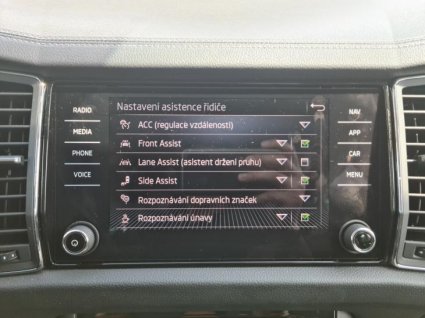 Nastavení asistence řidiče
ACC (regulace vzdálenosti)
Front Assist
Lane Assist (asistent držení pruhu)
Side Assist
Rozpoznávání dopravních značek
Rozpoznávání únavy
RADIO
MEDIA
PHONE
VOICE
NAV
APP
CAR
MENU